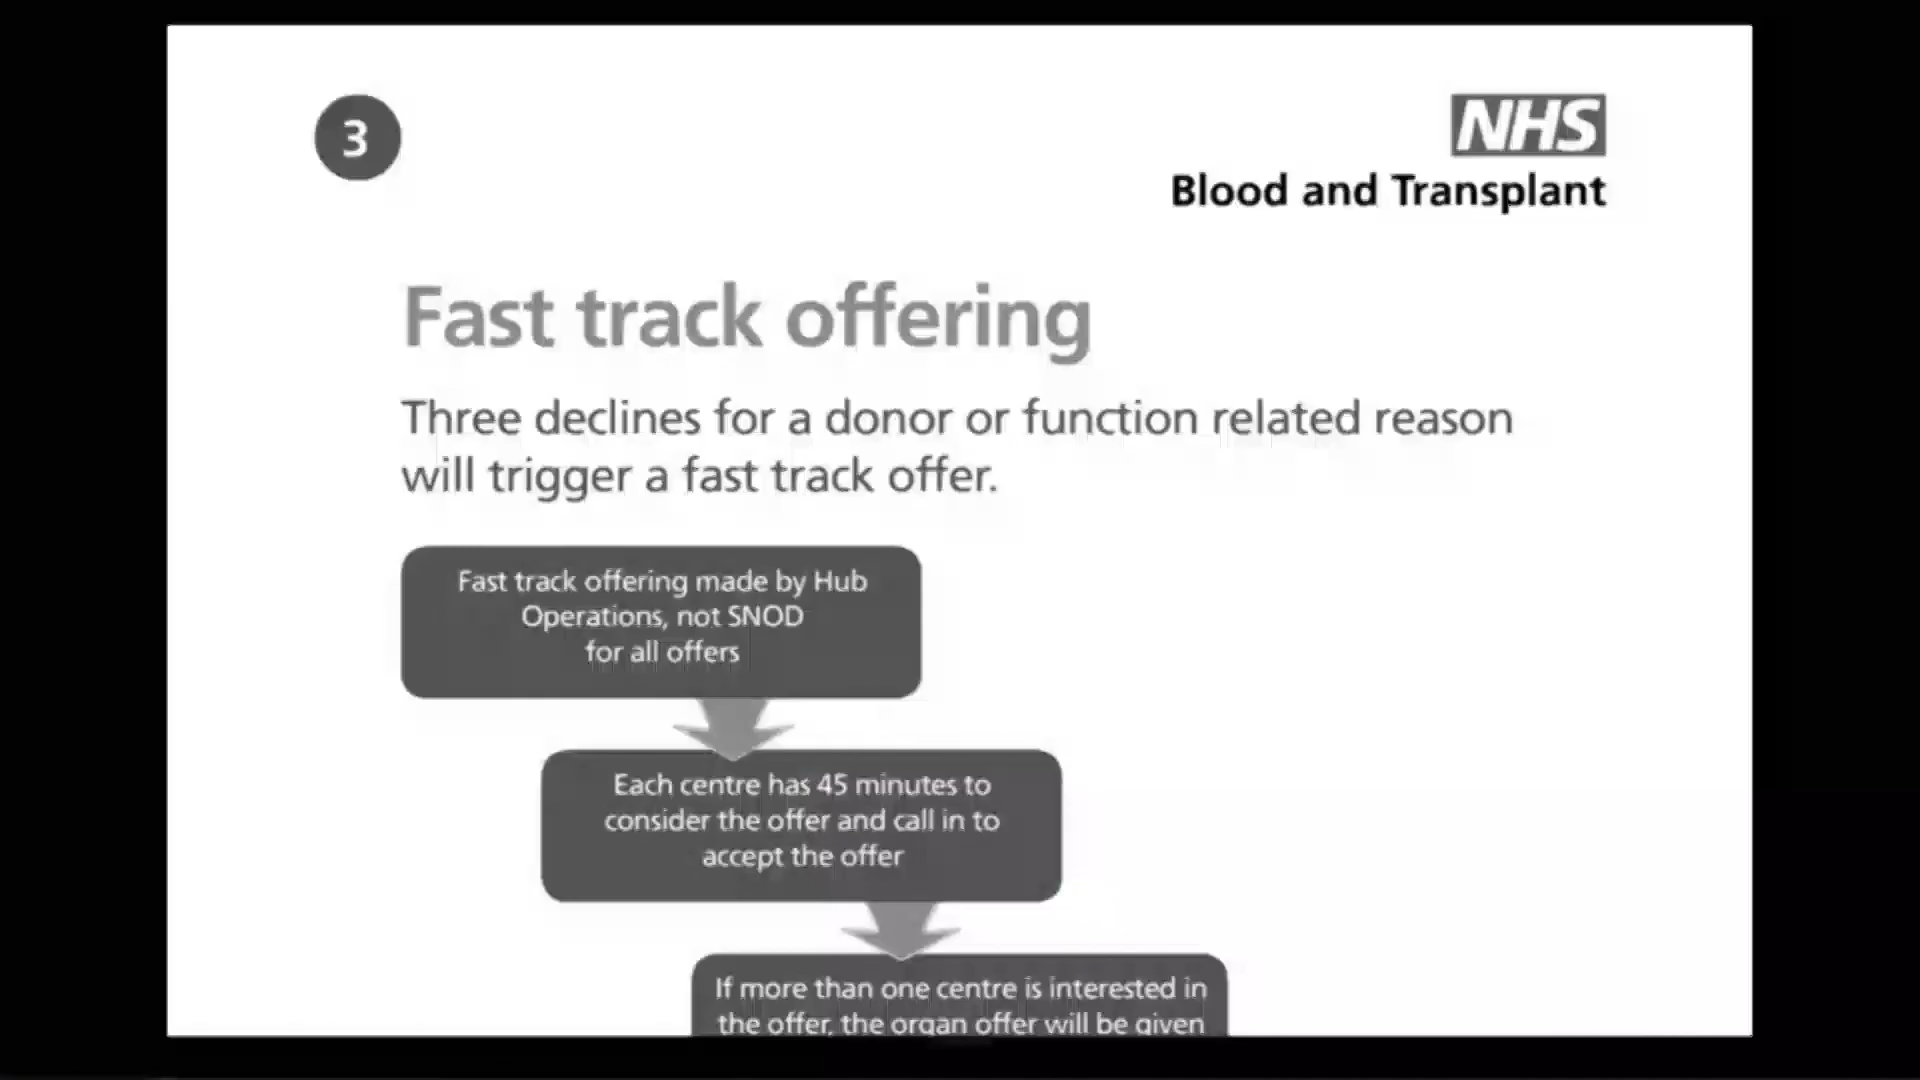 3
NHS
Blood and Transplant
Fast track offering
Three declines for a donor or function related reason
will trigger a fast track offer.
Fast track offering made by Hub
Operations, not SNOD
for all offers
Each centre has 45 minutes to
consider the offer and call in to
accept the offer
If more than one centre is interested in
the offer, the organ offer will be given